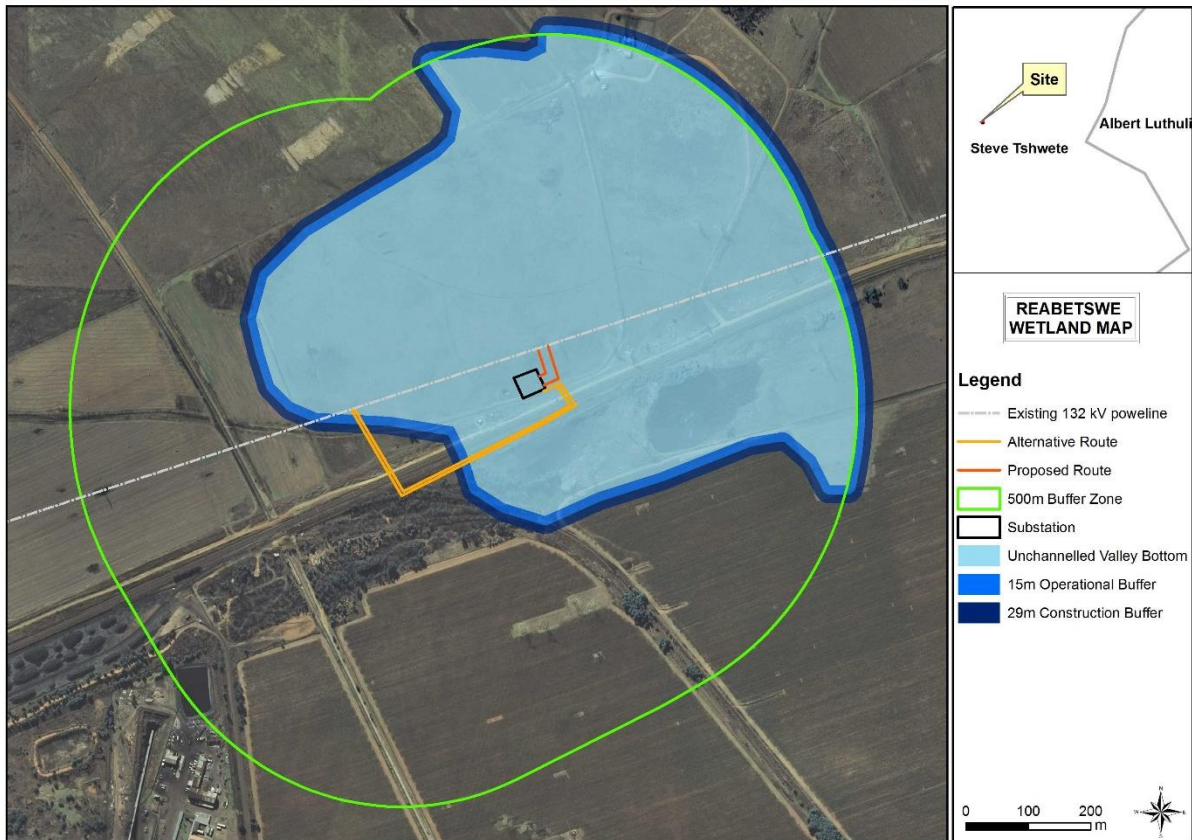 Site
Albert Luthuli
Steve Tshwete
REABETSWE
WETLAND MAP
Legend
Existing 132 kV poweline
Alternative Route
Proposed Route
500m Buffer Zone
Substation
Unchannelled Valley Bottom
15m Operational Buffer
29m Construction Buffer
0 100 200
m
N
W E
S